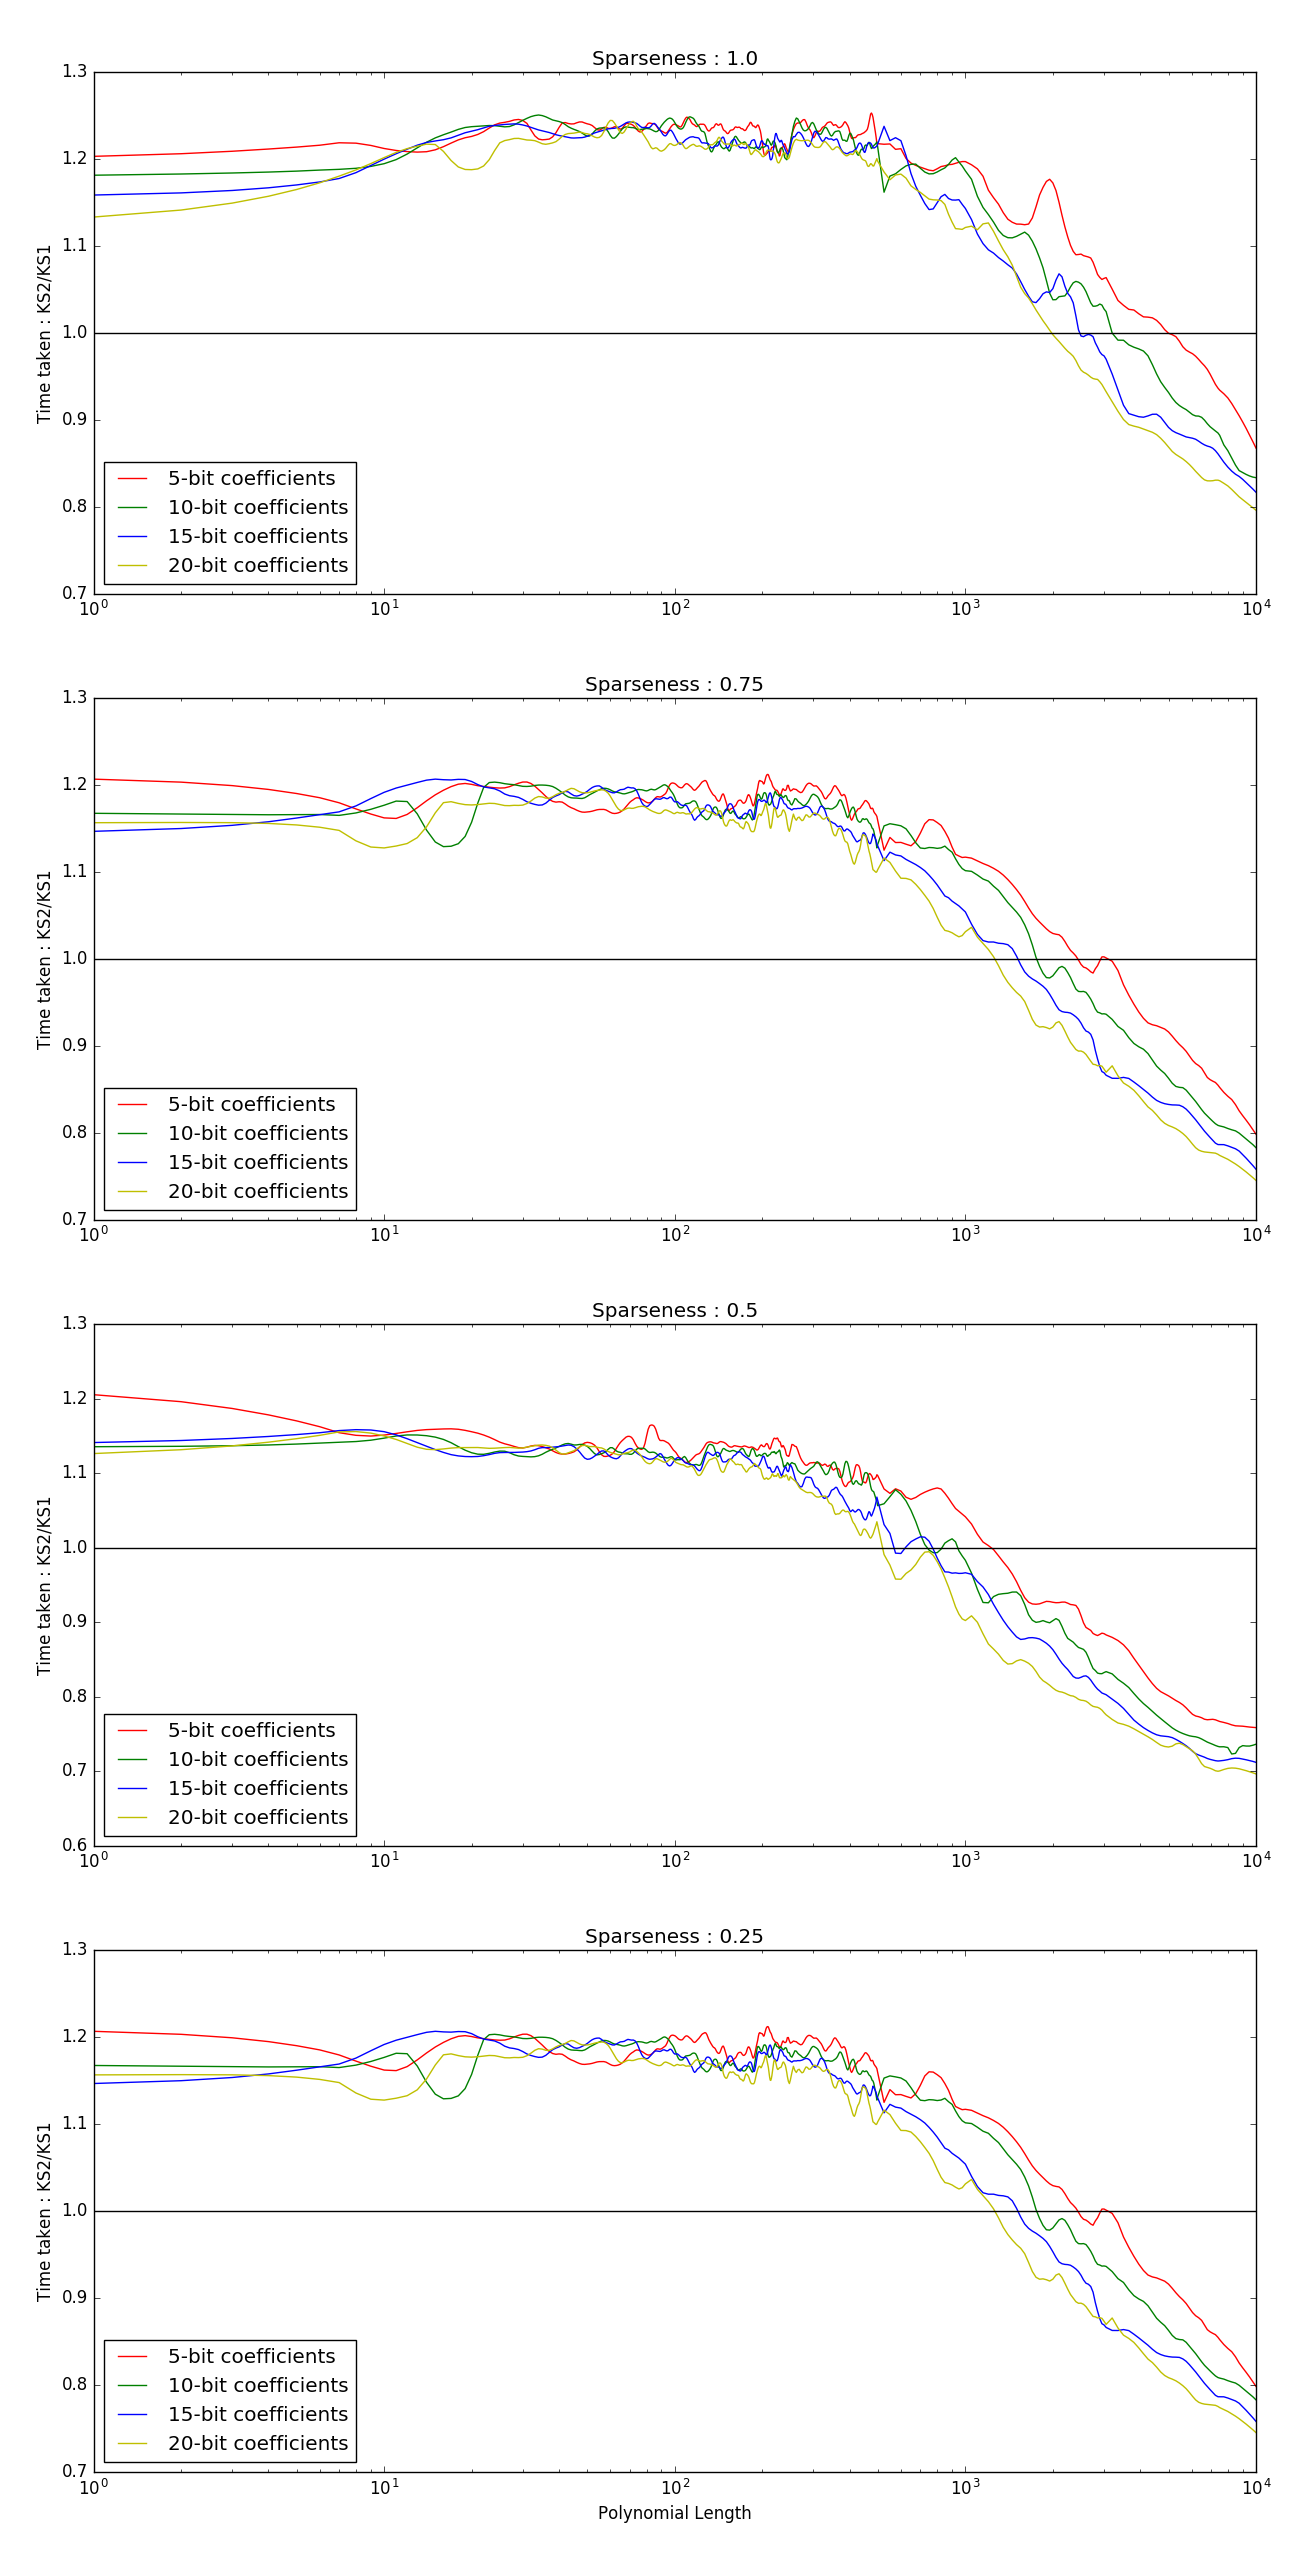 Sparseness : 1.0
1.3
1.2
1.1
1.0
0.9
0.8
0.7
Time taken : KS2/KS1
5-bit coefficients
10-bit coefficients
15-bit coefficients
20-bit coefficients
10^0 10^1 10^2 10^3 10^4
Sparseness : 0.75
1.3
1.2
1.1
1.0
0.9
0.8
0.7
Time taken : KS2/KS1
5-bit coefficients
10-bit coefficients
15-bit coefficients
20-bit coefficients
10^0 10^1 10^2 10^3 10^4
Sparseness : 0.5
1.3
1.2
1.1
1.0
0.9
0.8
0.7
0.6
Time taken : KS2/KS1
5-bit coefficients
10-bit coefficients
15-bit coefficients
20-bit coefficients
10^0 10^1 10^2 10^3 10^4
Sparseness : 0.25
1.3
1.2
1.1
1.0
0.9
0.8
0.7
Time taken : KS2/KS1
5-bit coefficients
10-bit coefficients
15-bit coefficients
20-bit coefficients
10^0 10^1 10^2 10^3 10^4
Polynomial Length